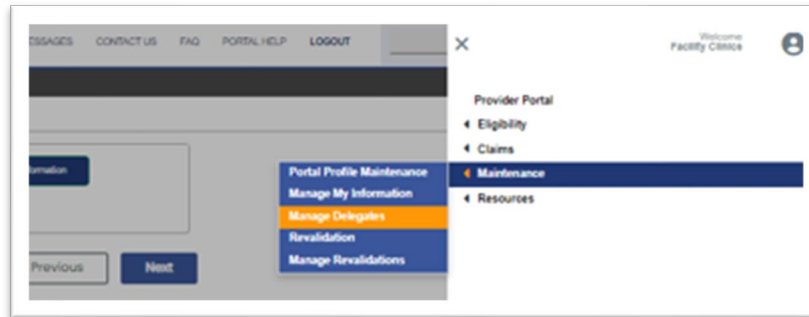 ESSAGES CONTACT US FAQ PORTAL HELP LOGOUT
Welcome
Facility Clinics
Provider Portal
Eligibility
Claims
Maintenance
Resources
Portal Profile Maintenance
Manage My Information
Manage Delegates
Revalidation
Manage Revalidations
ormation
Previous Next